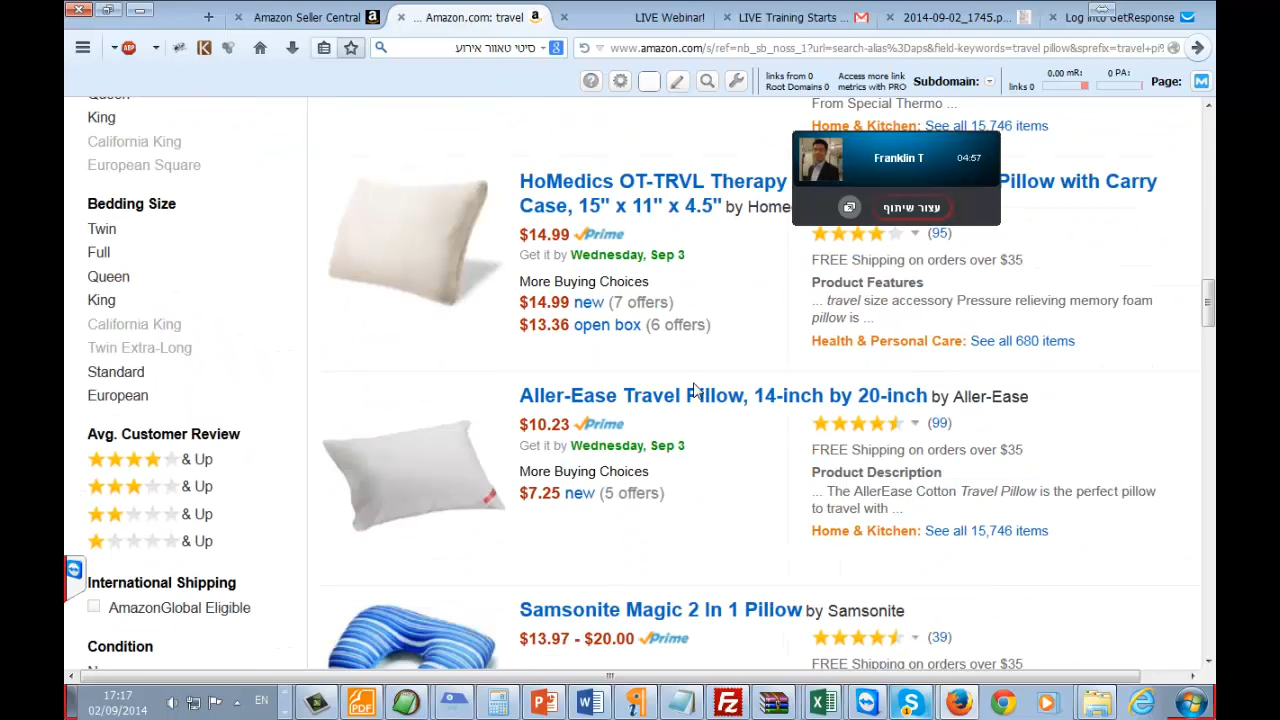 Amazon Seller Central
... Amazon.com: travel
LIVE Webinar!
LIVE Training Starts ...
2014-09-02_1745.p...
Log into GetResponse
ABP
K
סיטי טאוור אירוע
8
www.amazon.com/s/ref=nb_sb_noss_1?url=search-alias%3Daps&field-keywords=travel pillow&sprefix=travel+pi
links from 0
Root Domains 0
Access more link
metrics with PRO
Subdomain:
links 0
0.00 mR:
0 PA:
Page:
M
Queen
King
California King
European Square
Bedding Size
Twin
Full
Queen
King
California King
Twin Extra-Long
Standard
European
Avg. Customer Review
& Up
& Up
& Up
& Up
International Shipping
AmazonGlobal Eligible
Condition
From Special Thermo ...
Home & Kitchen: See all 15,746 items
Franklin T
04:57
עצור שיתוף
HoMedics OT-TRVL Therapy
Pillow with Carry
Case, 15" x 11" x 4.5" by Home
$14.99 Prime
Get it by Wednesday, Sep 3
More Buying Choices
$14.99 new (7 offers)
$13.36 open box (6 offers)
(95)
FREE Shipping on orders over $35
Product Features
... travel size accessory Pressure relieving memory foam
pillow is ...
Health & Personal Care: See all 680 items
Aller-Ease Travel Pillow, 14-inch by 20-inch by Aller-Ease
$10.23 Prime
Get it by Wednesday, Sep 3
More Buying Choices
$7.25 new (5 offers)
(99)
FREE Shipping on orders over $35
Product Description
... The AllerEase Cotton Travel Pillow is the perfect pillow
to travel with ...
Home & Kitchen: See all 15,746 items
Samsonite Magic 2 In 1 Pillow by Samsonite
$13.97 - $20.00 Prime
(39)
FREE Shipping on orders over $35
17:17
02/09/2014
EN
PDF